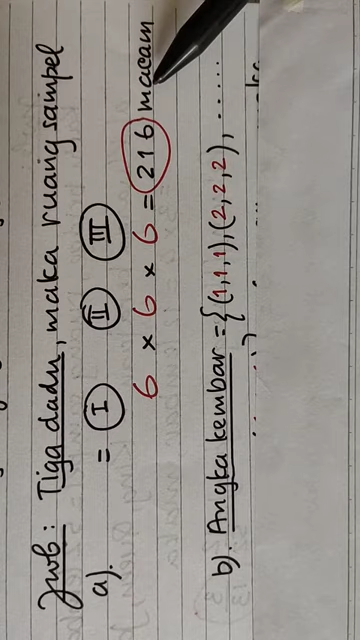 Jwb : Tiga dadu, maka ruang sampel
a). = I II III
6 × 6 × 6 = 216 macam
b). Angka kembar = {(1,1,1),(2,2,2), ......